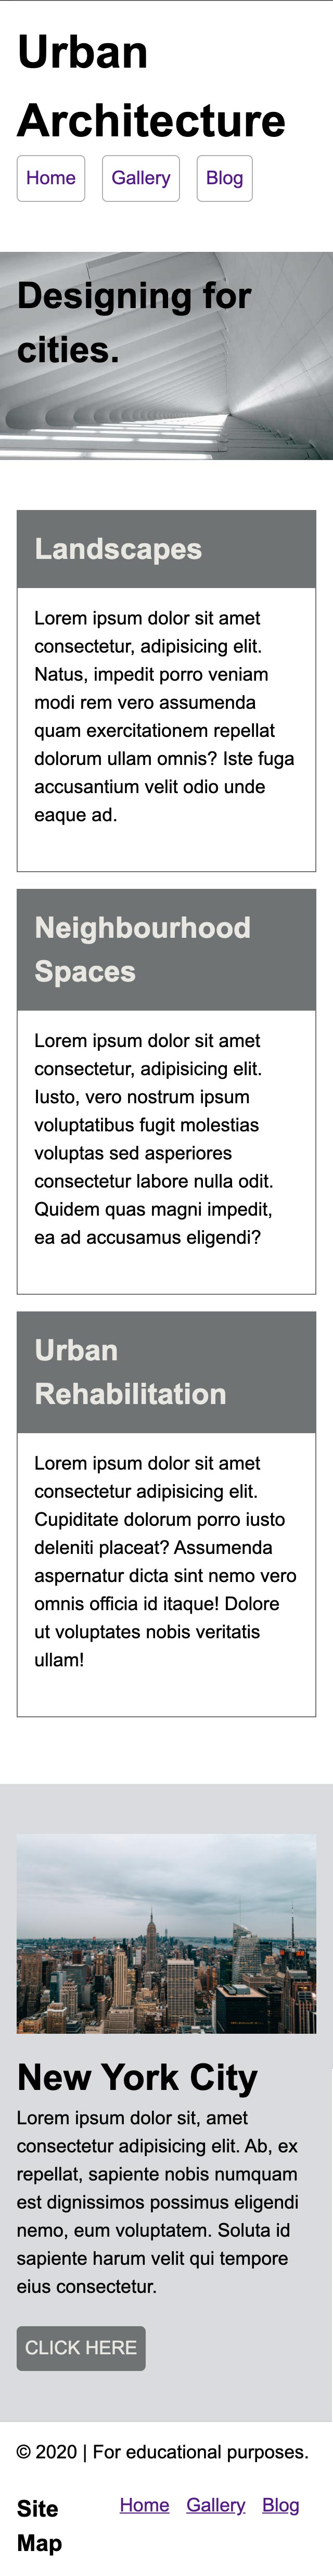 Urban
Architecture
Home Gallery Blog
Designing for
cities.
Landscapes
Lorem ipsum dolor sit amet
consectetur, adipisicing elit.
Natus, impedit porro veniam
modi rem vero assumenda
quam exercitationem repellat
dolorum ullam omnis? Iste fuga
accusantium velit odio unde
eaque ad.
Neighbourhood
Spaces
Lorem ipsum dolor sit amet
consectetur, adipisicing elit.
Iusto, vero nostrum ipsum
voluptatibus fugit molestias
voluptas sed asperiores
consectetur labore nulla odit.
Quidem quas magni impedit,
ea ad accusamus eligendi?
Urban
Rehabilitation
Lorem ipsum dolor sit amet
consectetur adipisicing elit.
Cupiditate dolorum porro iusto
deleniti placeat? Assumenda
aspernatur dicta sint nemo vero
omnis officia id itaque! Dolore
ut voluptates nobis veritatis
ullam!
New York City
Lorem ipsum dolor sit, amet
consectetur adipisicing elit. Ab, ex
repellat, sapiente nobis numquam
est dignissimos possimus eligendi
nemo, eum voluptatem. Soluta id
sapiente harum velit qui tempore
eius consectetur.
CLICK HERE
© 2020 | For educational purposes.
Site
Map
Home Gallery Blog